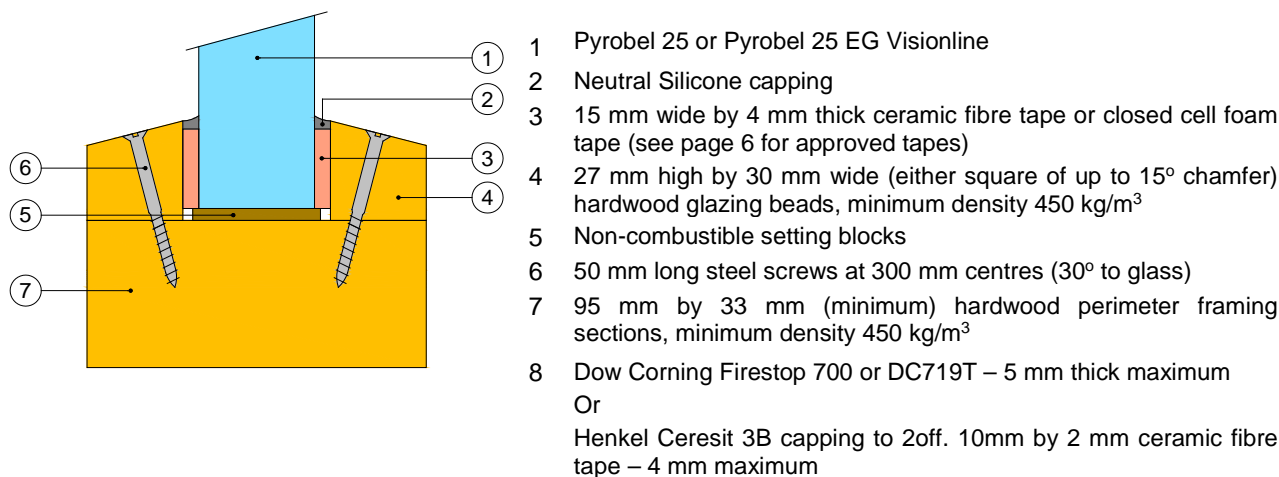 1
2
3
4
5
6
7
1 Pyrobel 25 or Pyrobel 25 EG Visionline
2 Neutral Silicone capping
3 15 mm wide by 4 mm thick ceramic fibre tape or closed cell foam
tape (see page 6 for approved tapes)
4 27 mm high by 30 mm wide (either square of up to 15º chamfer)
hardwood glazing beads, minimum density 450 kg/m³
5 Non-combustible setting blocks
6 50 mm long steel screws at 300 mm centres (30º to glass)
7 95 mm by 33 mm (minimum) hardwood perimeter framing
sections, minimum density 450 kg/m³
8 Dow Corning Firestop 700 or DC719T – 5 mm thick maximum
Or
Henkel Ceresit 3B capping to 2off. 10mm by 2 mm ceramic fibre
tape – 4 mm maximum